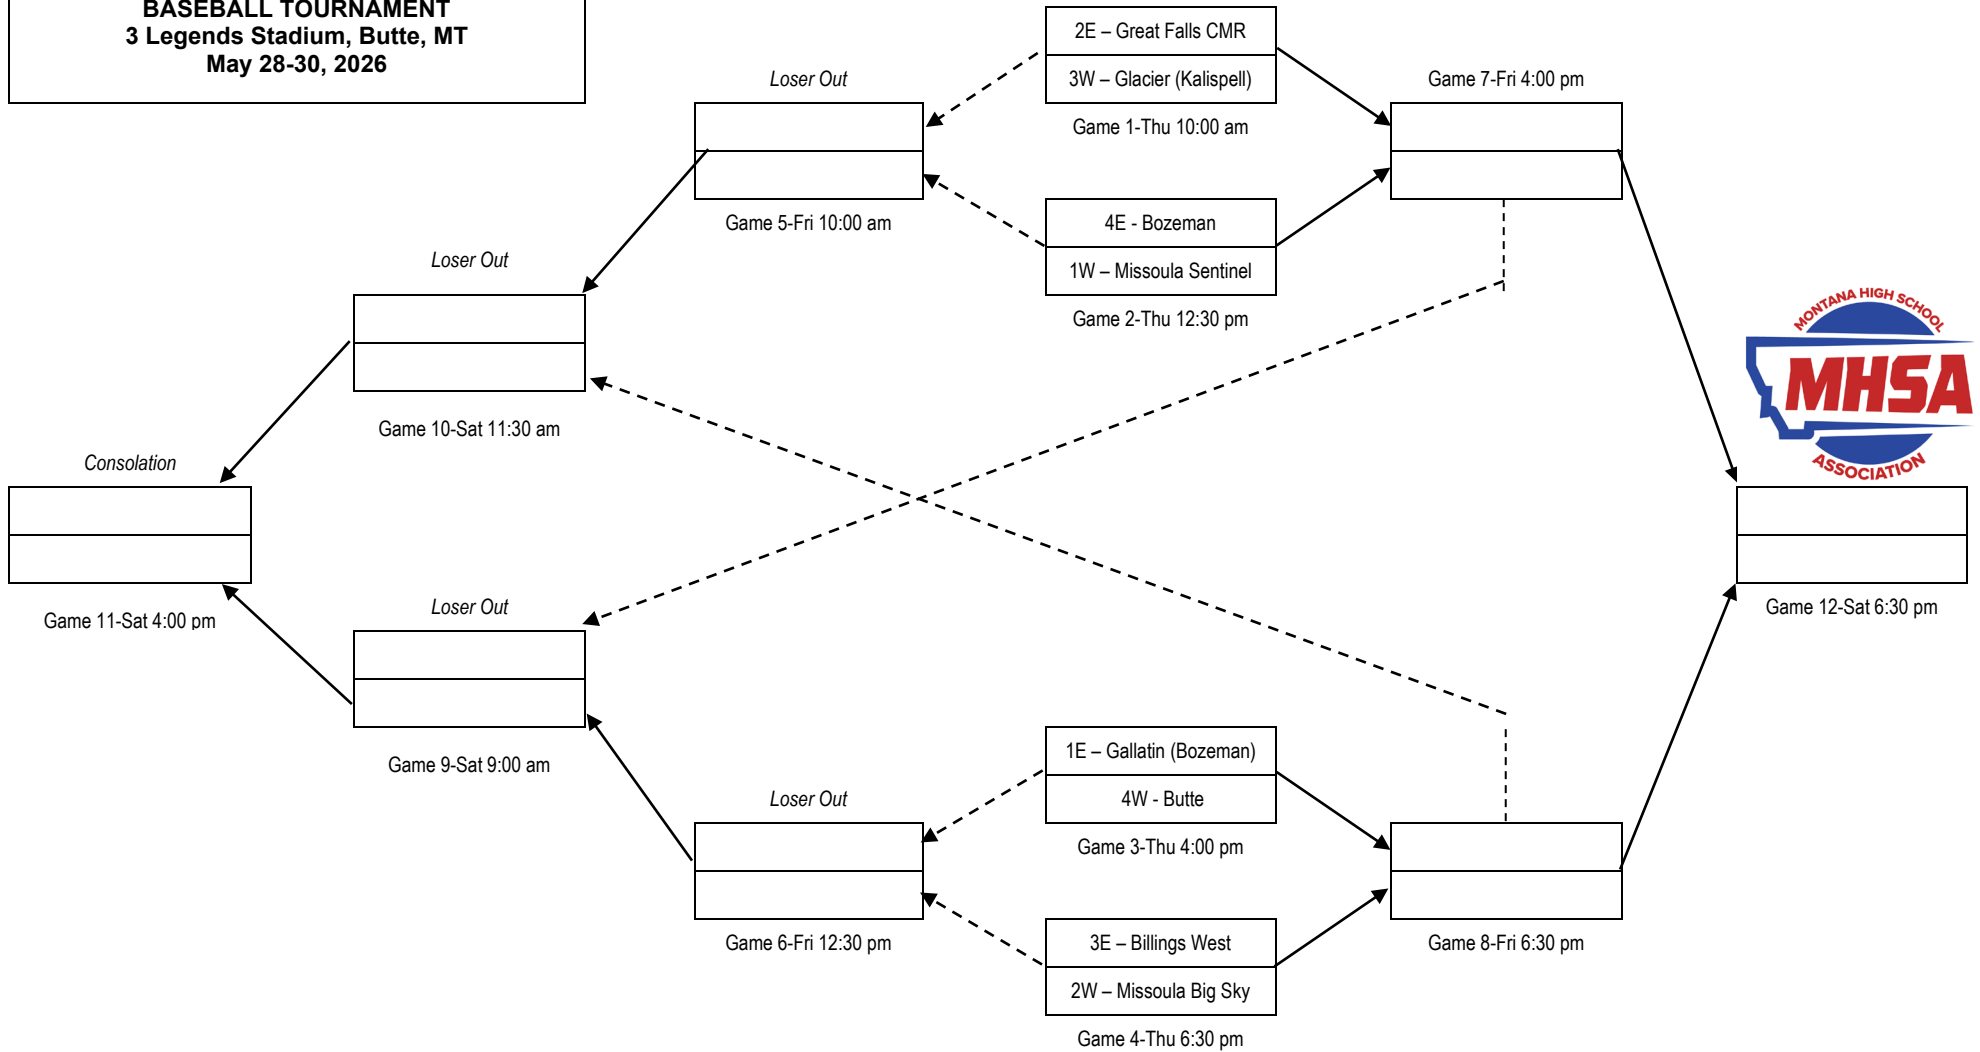 BASEBALL TOURNAMENT
3 Legends Stadium, Butte, MT
May 28-30, 2026
2E – Great Falls CMR
3W – Glacier (Kalispell)
Game 1-Thu 10:00 am
Loser Out
Game 5-Fri 10:00 am
Game 7-Fri 4:00 pm
4E - Bozeman
1W – Missoula Sentinel
Game 2-Thu 12:30 pm
Loser Out
Game 10-Sat 11:30 am
MONTANA HIGH SCHOOL
MHSA
ASSOCIATION
Consolation
Game 11-Sat 4:00 pm
Loser Out
Game 9-Sat 9:00 am
Game 12-Sat 6:30 pm
1E – Gallatin (Bozeman)
4W - Butte
Game 3-Thu 4:00 pm
Loser Out
Game 6-Fri 12:30 pm
3E – Billings West
2W – Missoula Big Sky
Game 4-Thu 6:30 pm
Game 8-Fri 6:30 pm